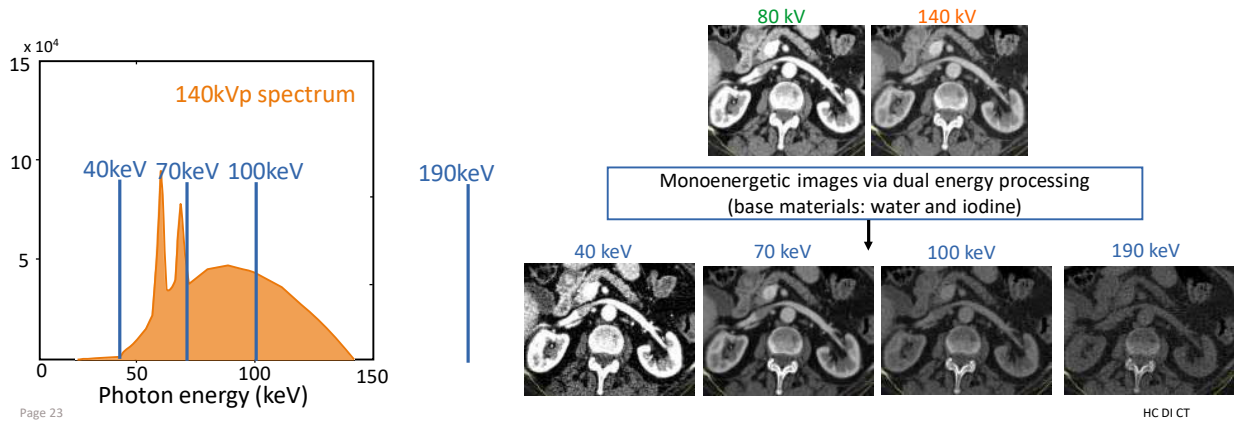 x 10⁴
15
10
5
0
50
100
150
140kVp spectrum
40keV
70keV
100keV
190keV
Photon energy (keV)
Page 23
80 kV
140 kV
Monoenergetic images via dual energy processing
(base materials: water and iodine)
40 keV
70 keV
100 keV
190 keV
HC DI CT